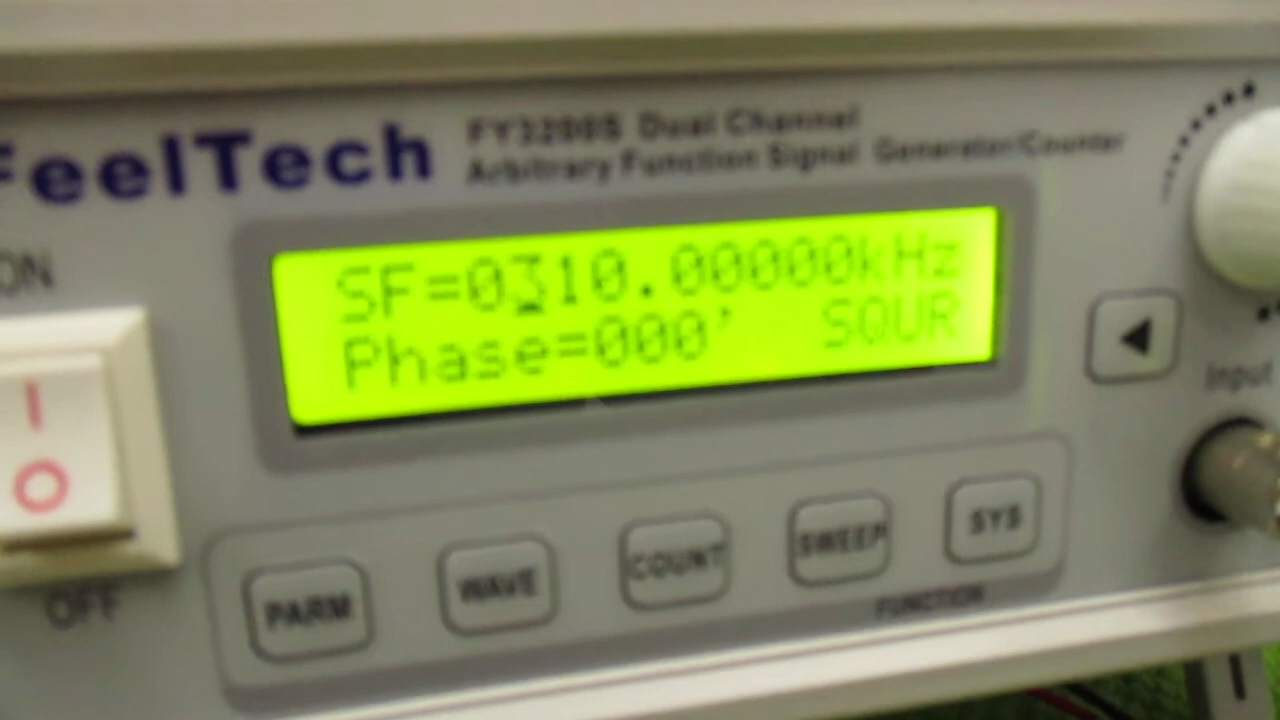 FeelTech
FY3200S Dual Channel
Arbitrary Function Signal Generator/Counter
ON
SF=0310.00000kHz
Phase=000' SQUR
Input
OFF
PARM
WAVE
COUNT
SWEEP
SYS
FUNCTION